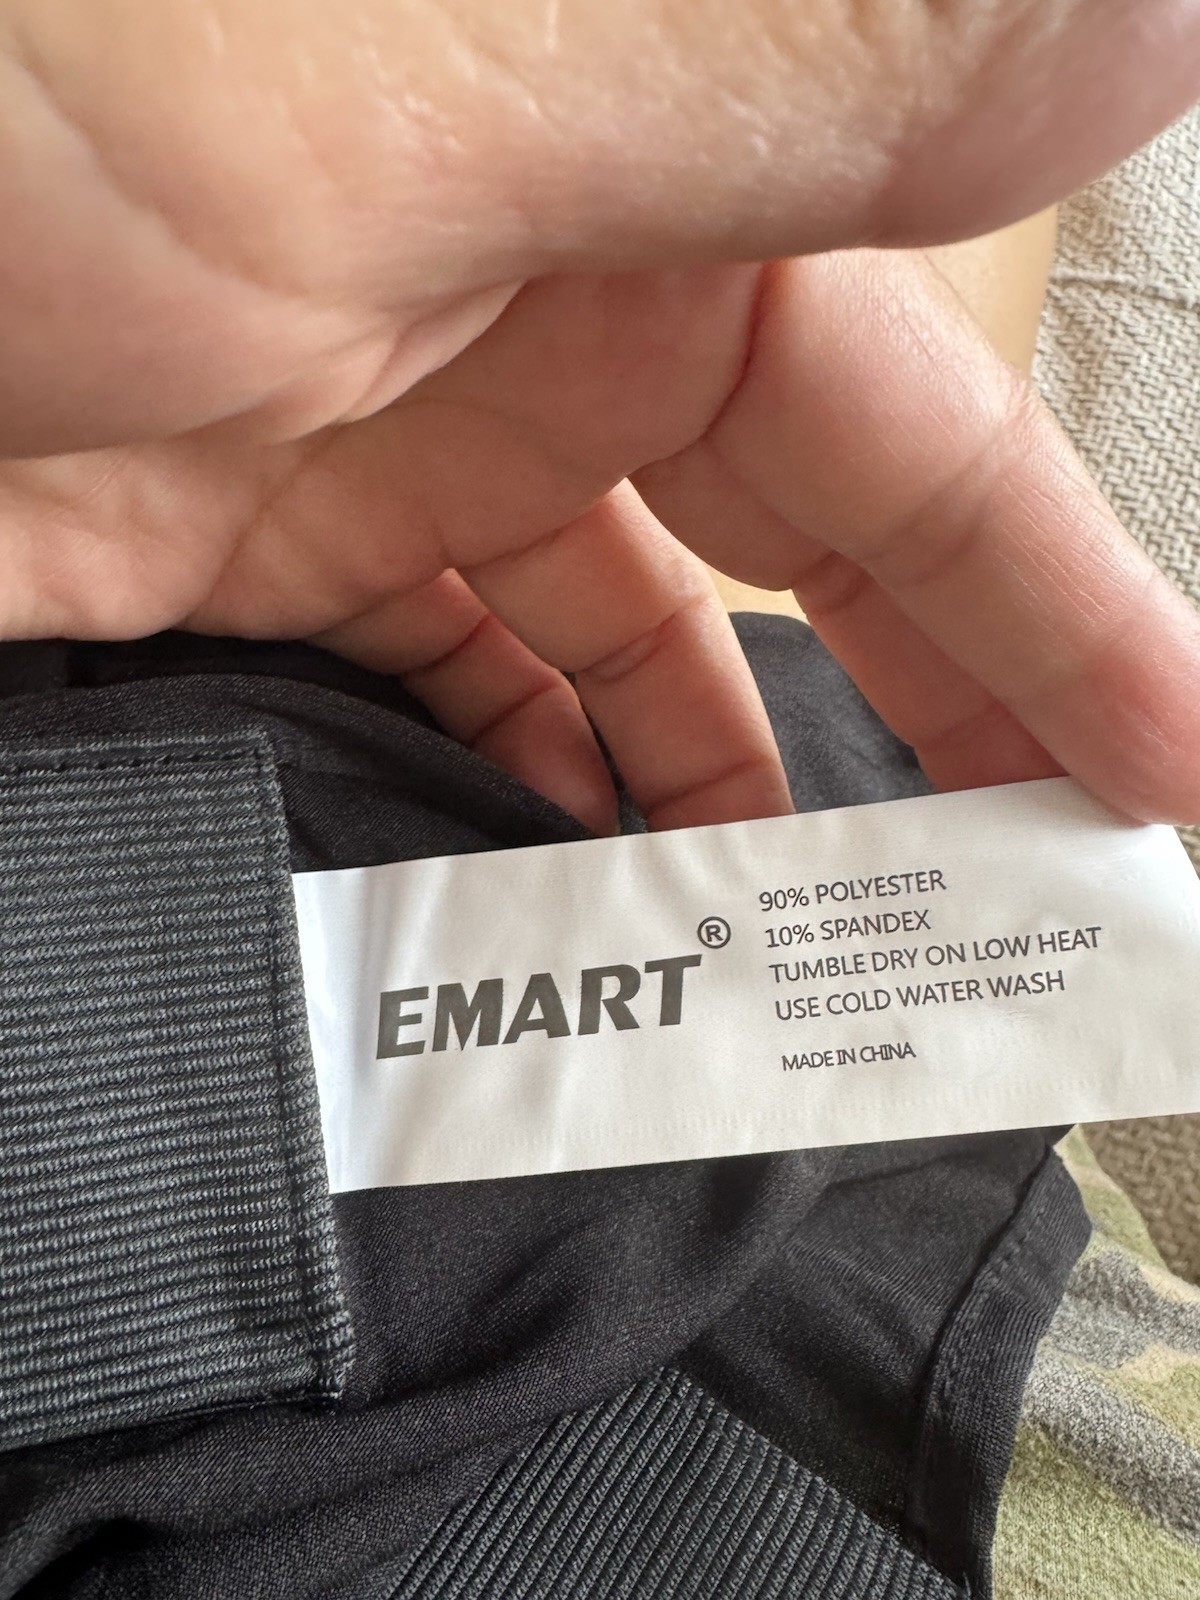 EMART®
90% POLYESTER
10% SPANDEX
TUMBLE DRY ON LOW HEAT
USE COLD WATER WASH
MADE IN CHINA